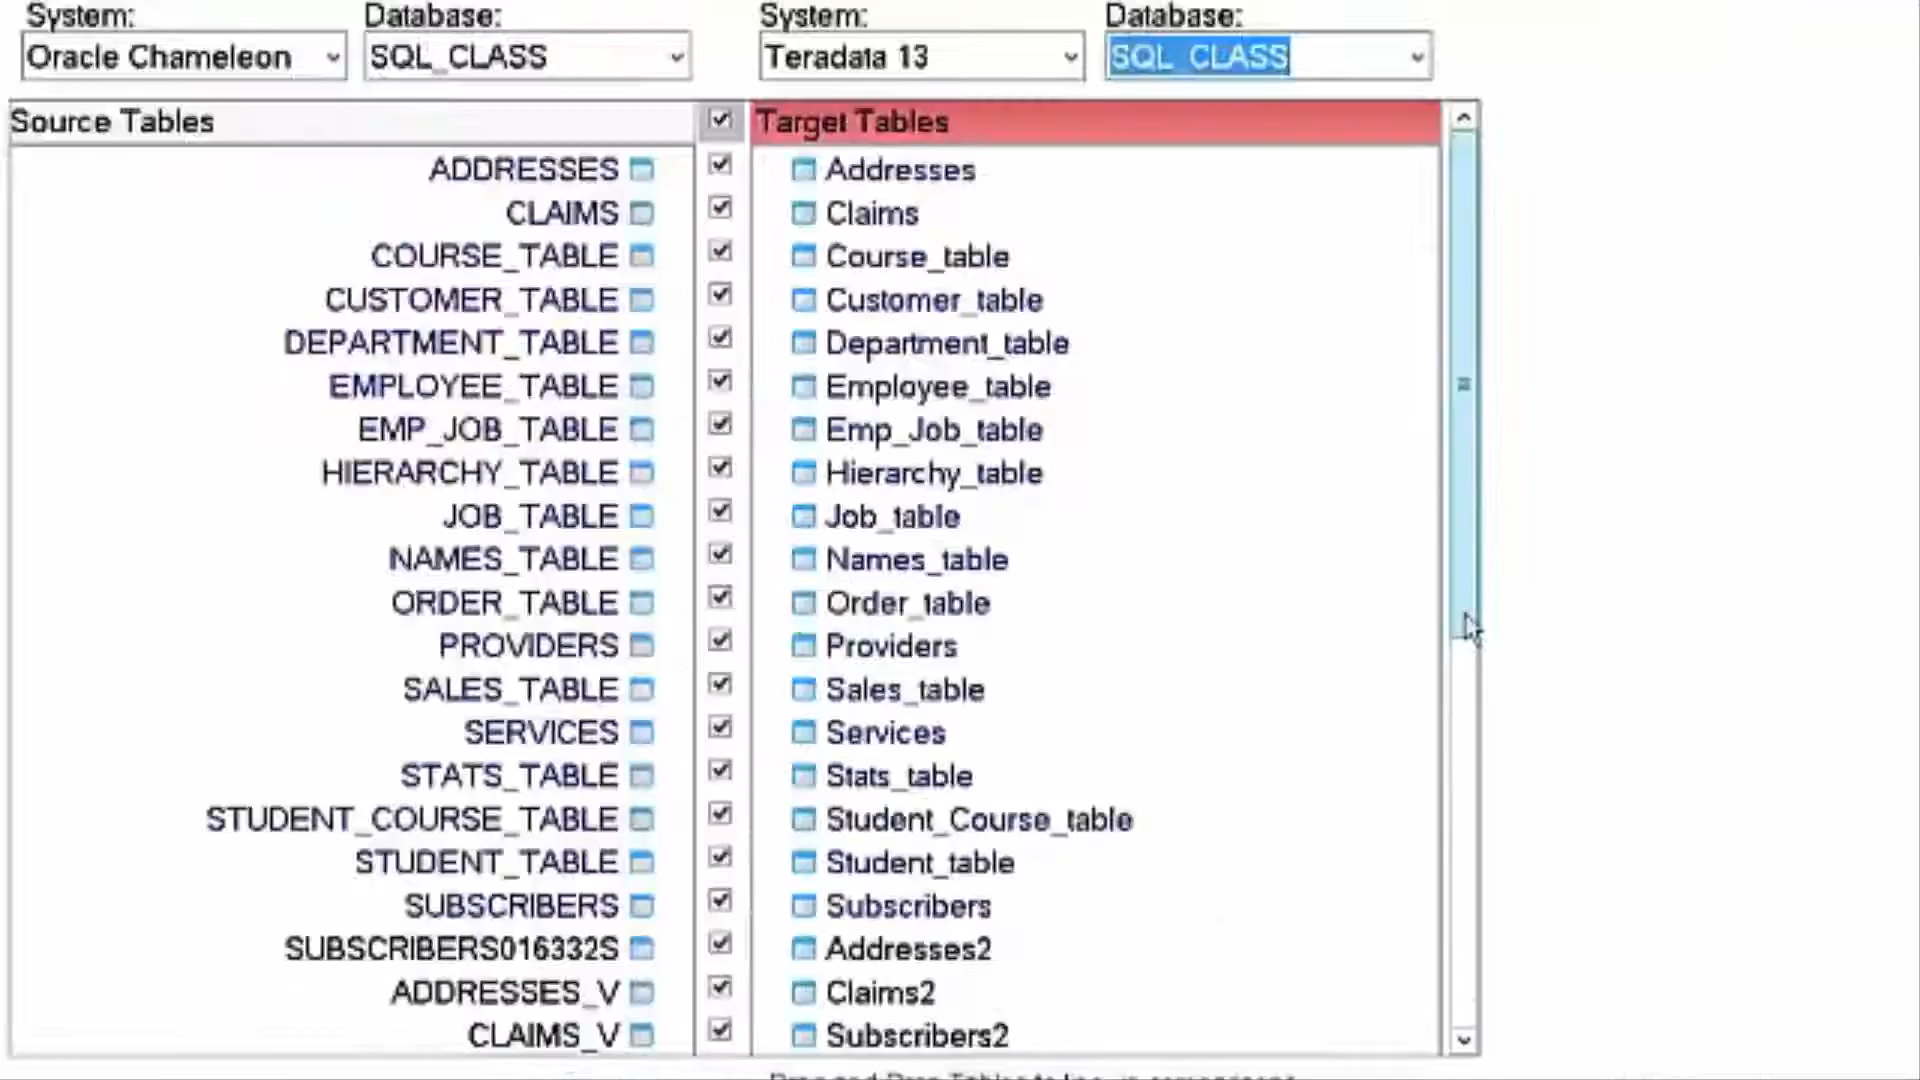 System: Database: System: Database:
Oracle Chameleon SQL_CLASS Teradata 13 SQL_CLASS
Source Tables Target Tables
ADDRESSES Addresses
CLAIMS Claims
COURSE_TABLE Course_table
CUSTOMER_TABLE Customer_table
DEPARTMENT_TABLE Department_table
EMPLOYEE_TABLE Employee_table
EMP_JOB_TABLE Emp_Job_table
HIERARCHY_TABLE Hierarchy_table
JOB_TABLE Job_table
NAMES_TABLE Names_table
ORDER_TABLE Order_table
PROVIDERS Providers
SALES_TABLE Sales_table
SERVICES Services
STATS_TABLE Stats_table
STUDENT_COURSE_TABLE Student_Course_table
STUDENT_TABLE Student_table
SUBSCRIBERS Subscribers
SUBSCRIBERS016332S Addresses2
ADDRESSES_V Claims2
CLAIMS_V Subscribers2